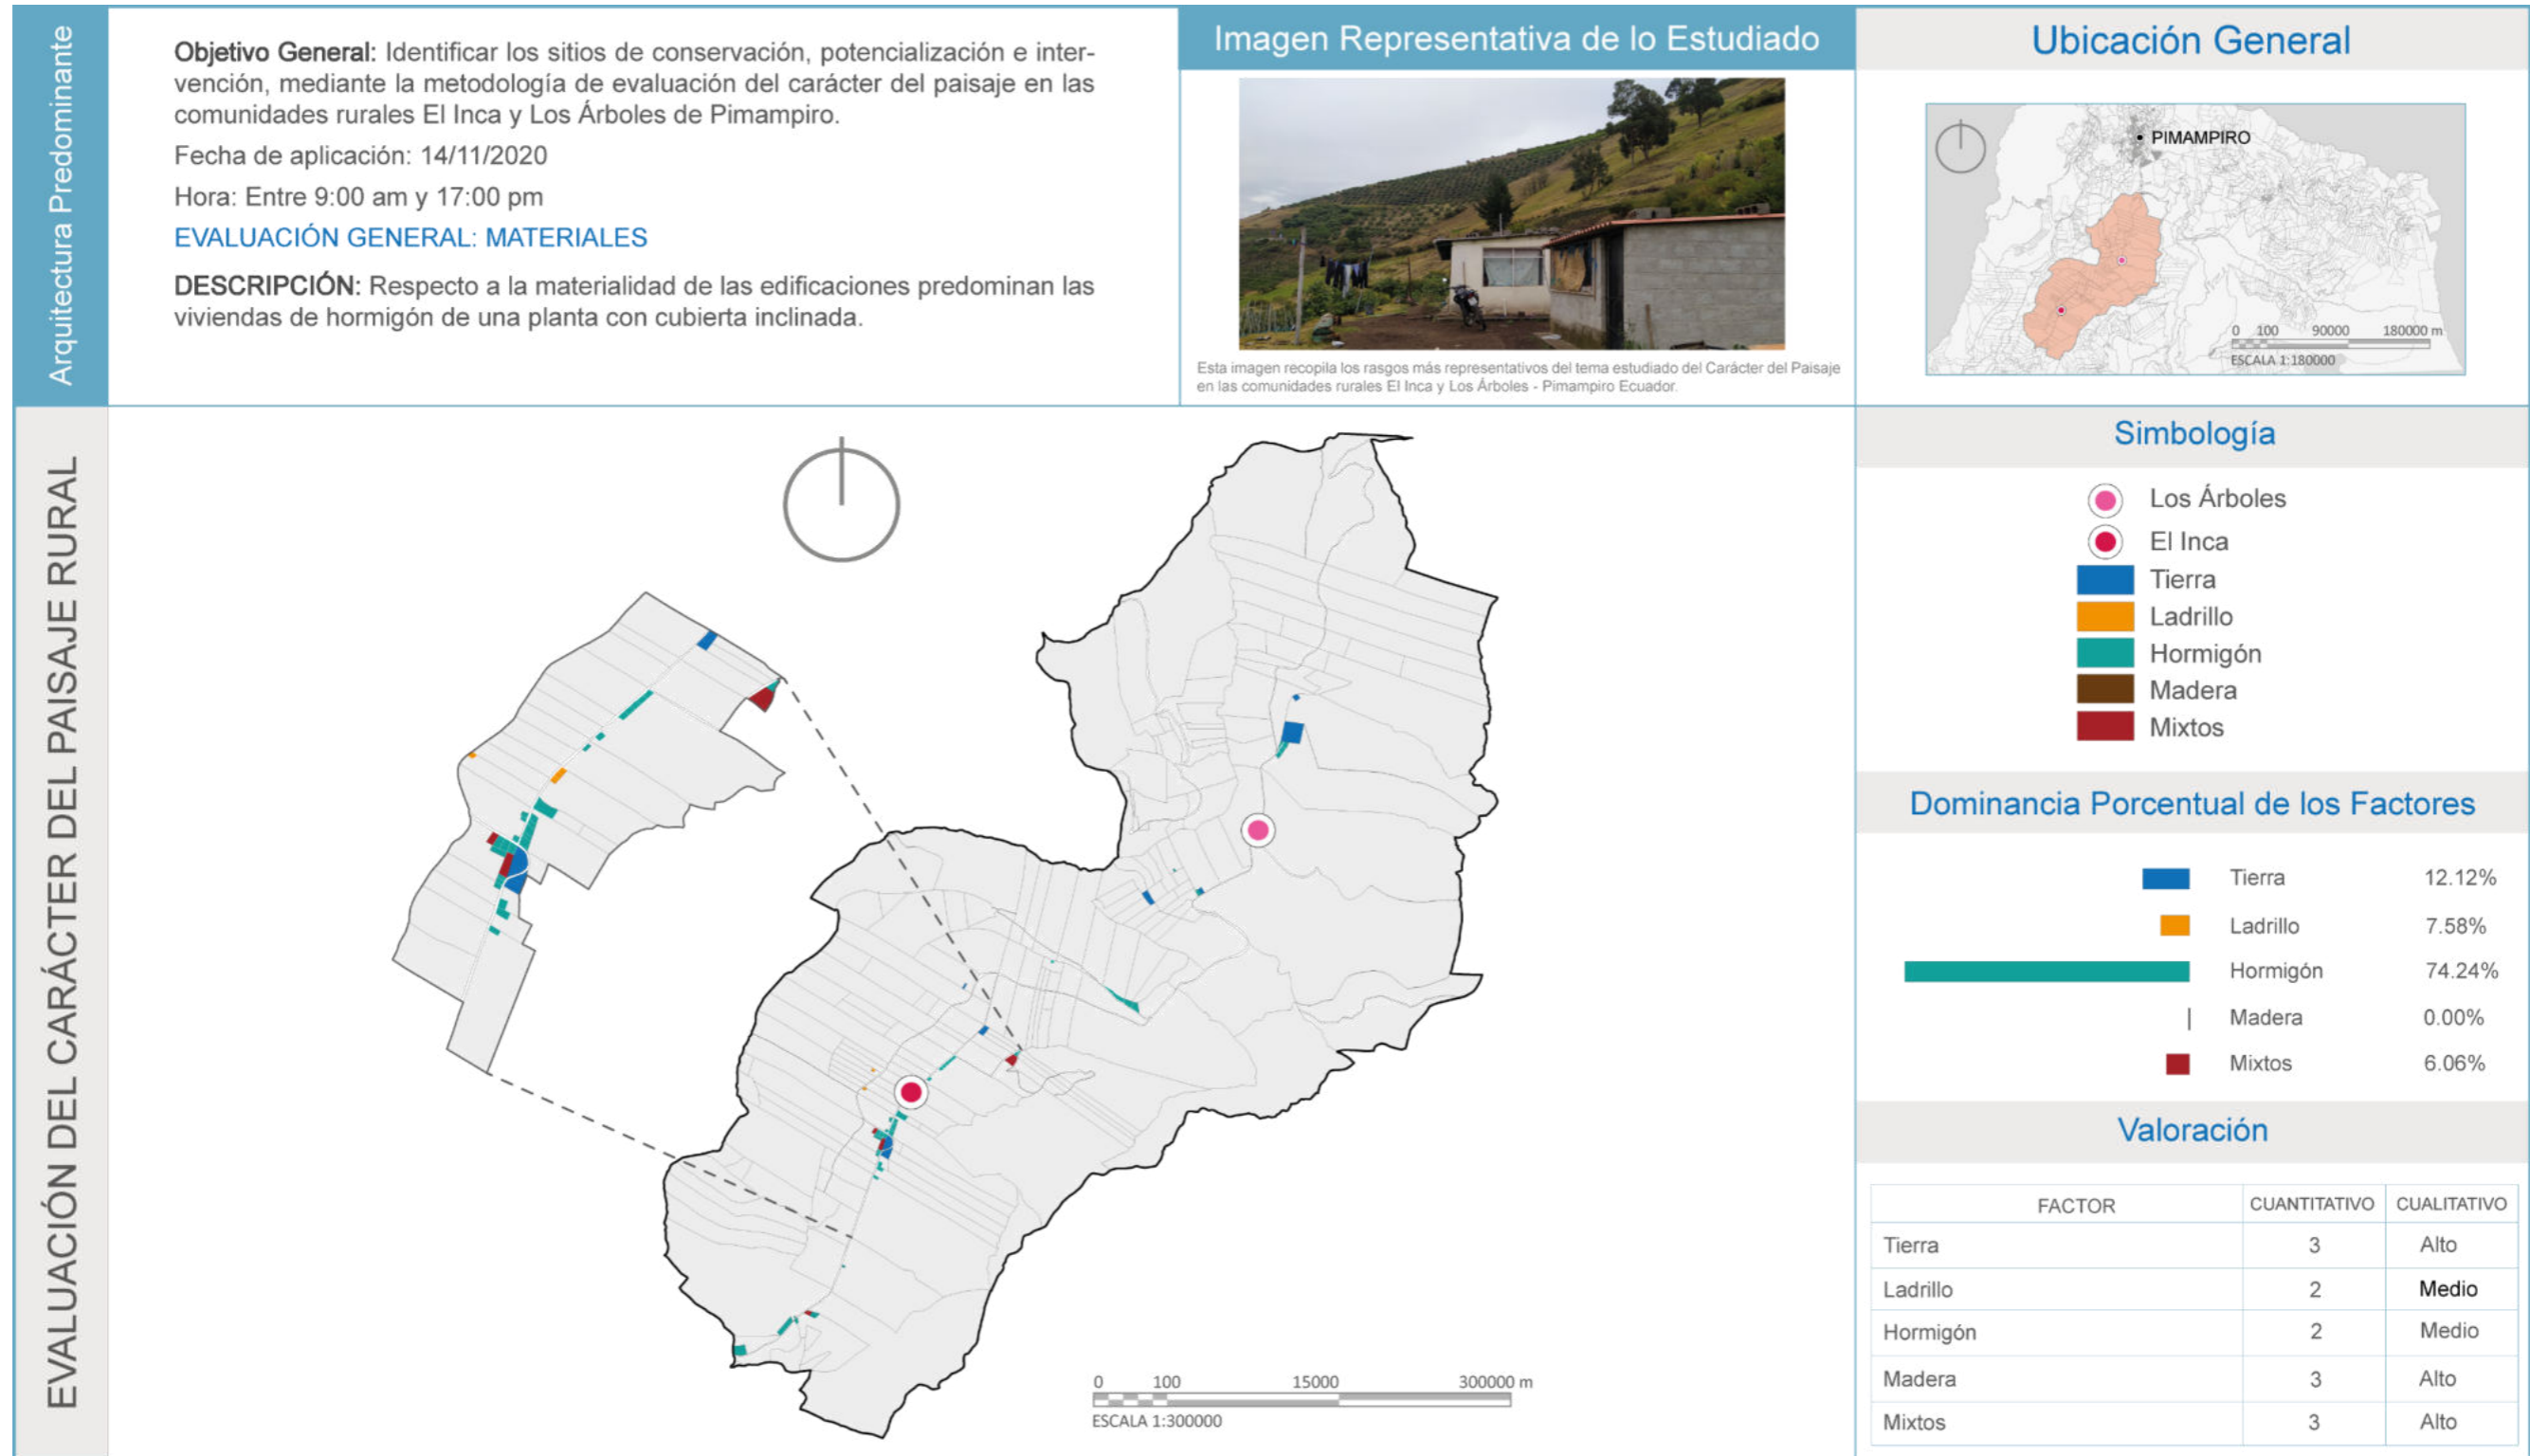 Arquitectura Predominante
Objetivo General: Identificar los sitios de conservación, potencialización e inter-
vención, mediante la metodología de evaluación del carácter del paisaje en las
comunidades rurales El Inca y Los Árboles de Pimampiro.
Fecha de aplicación: 14/11/2020
Hora: Entre 9:00 am y 17:00 pm
EVALUACIÓN GENERAL: MATERIALES
DESCRIPCIÓN: Respecto a la materialidad de las edificaciones predominan las
viviendas de hormigón de una planta con cubierta inclinada.
Imagen Representativa de lo Estudiado
Esta imagen recopila los rasgos más representativos del tema estudiado del Carácter del Paisaje
en las comunidades rurales El Inca y Los Árboles - Pimampiro Ecuador.
Ubicación General
PIMAMPIRO
0 100 90000 180000 m
ESCALA 1:180000
EVALUACIÓN DEL CARÁCTER DEL PAISAJE RURAL
0 100 15000 300000 m
ESCALA 1:300000
Simbología
Los Árboles
El Inca
Tierra
Ladrillo
Hormigón
Madera
Mixtos
Dominancia Porcentual de los Factores
Tierra 12.12%
Ladrillo 7.58%
Hormigón 74.24%
Madera 0.00%
Mixtos 6.06%
Valoración
FACTOR CUANTITATIVO CUALITATIVO
Tierra 3 Alto
Ladrillo 2 Medio
Hormigón 2 Medio
Madera 3 Alto
Mixtos 3 Alto